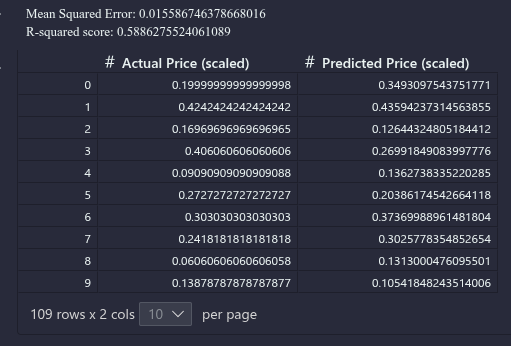 Mean Squared Error: 0.015586746378668016
R-squared score: 0.5886275524061089
# Actual Price (scaled) # Predicted Price (scaled)
0 0.19999999999999998 0.3493097543751771
1 0.4242424242424242 0.43594237314563855
2 0.16969696969696965 0.12644324805184412
3 0.406060606060606 0.26991849083997776
4 0.09090909090909088 0.1362738335220285
5 0.2727272727272727 0.20386174542664118
6 0.303030303030303 0.37369988961481804
7 0.2418181818181818 0.3025778354852654
8 0.06060606060606058 0.1313000476095501
9 0.13878787878787877 0.10541848243514006
109 rows x 2 cols 10 per page